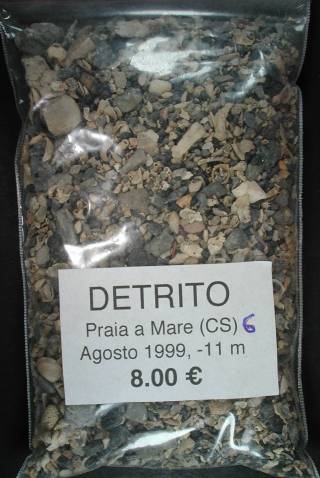 DETRITO
Praia a Mare (CS) 6
Agosto 1999, -11 m
8.00 €